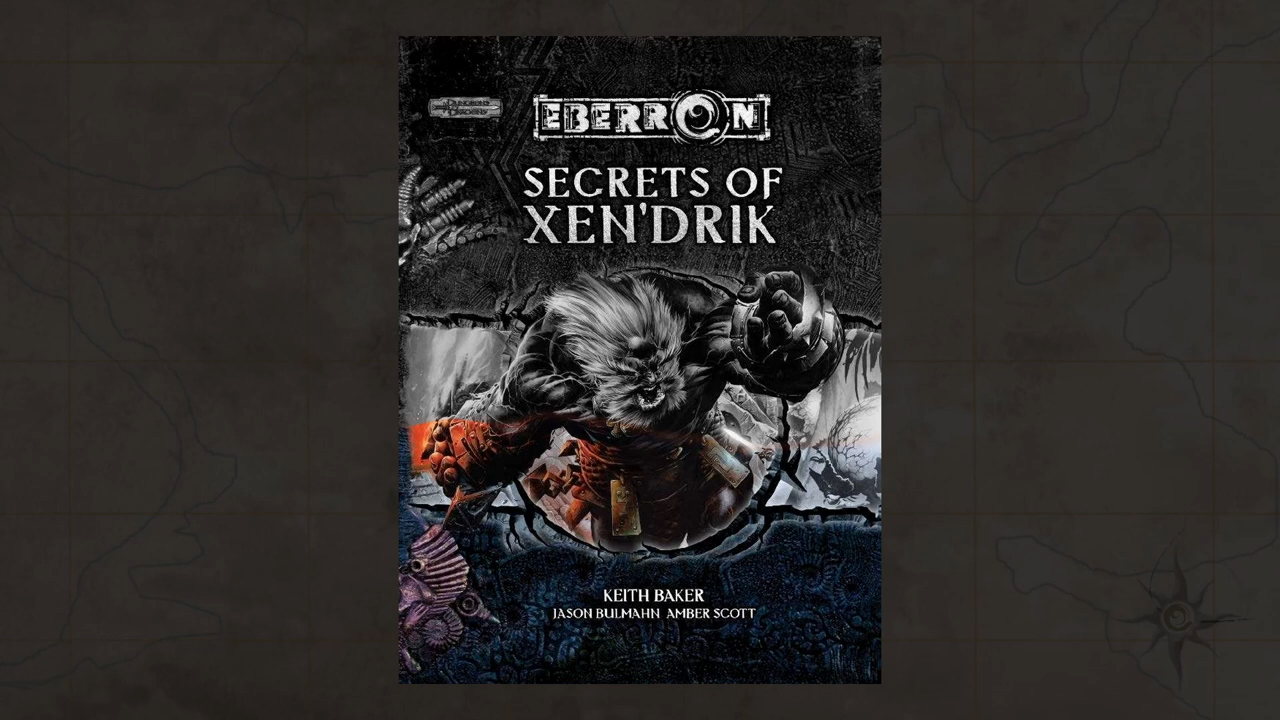 EBERRON
SECRETS OF
XEN'DRIK
KEITH BAKER
JASON BULMAHN AMBER SCOTT